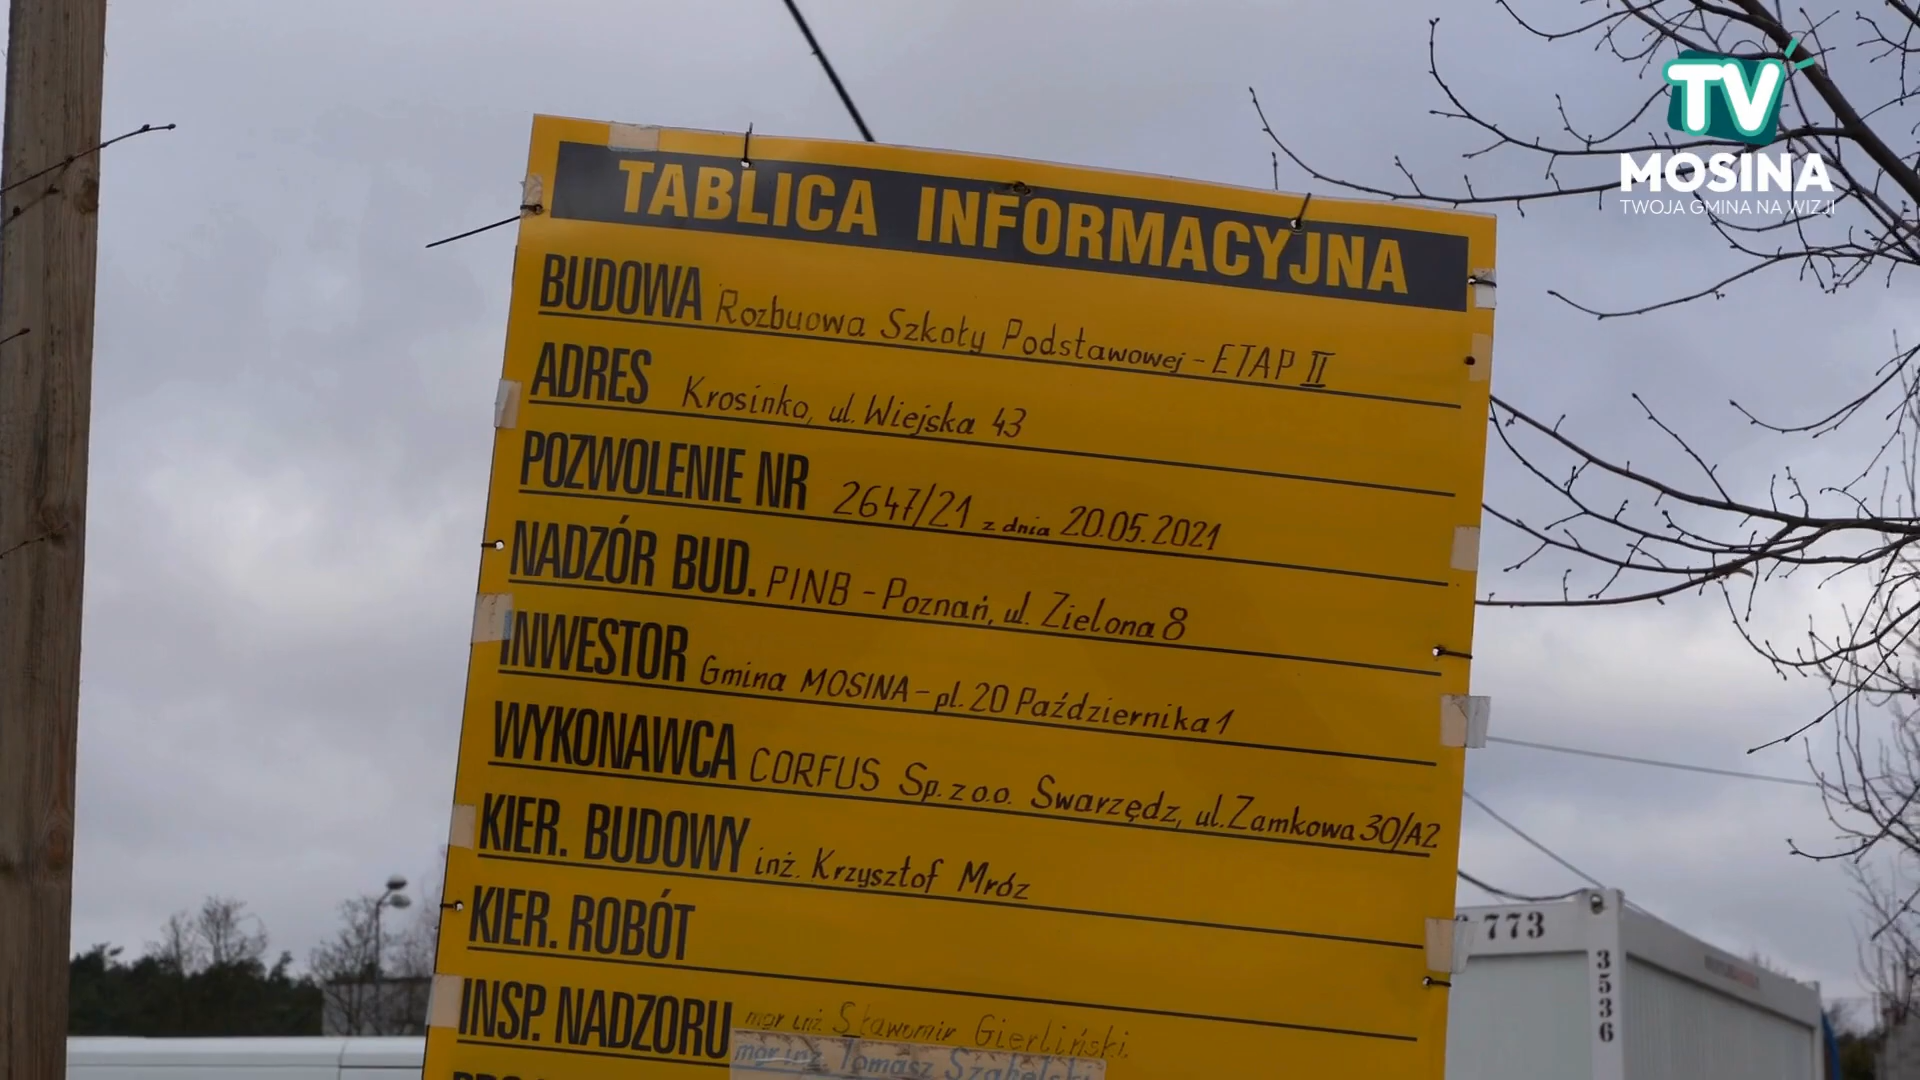 TV
MOSINA
TWOJA GMINA NA WIZJI
TABLICA INFORMACYJNA
BUDOWA Rozbuowa Szkoły Podstawowej - ETAP II
ADRES Krosinko, ul. Wiejska 43
POZWOLENIE NR 2647/21 z dnia 20.05.2021
NADZÓR BUD. PINB - Poznań, ul. Zielona 8
INWESTOR Gmina MOSINA - pl. 20 Października 1
WYKONAWCA CORFUS Sp. z o.o. Swarzędz, ul. Zamkowa 30/A2
KIER. BUDOWY inż. Krzysztof Mróz
KIER. ROBÓT
INSP. NADZORU mgr inż. Sławomir Gierliński
mgr inż. Tomasz
773
3536